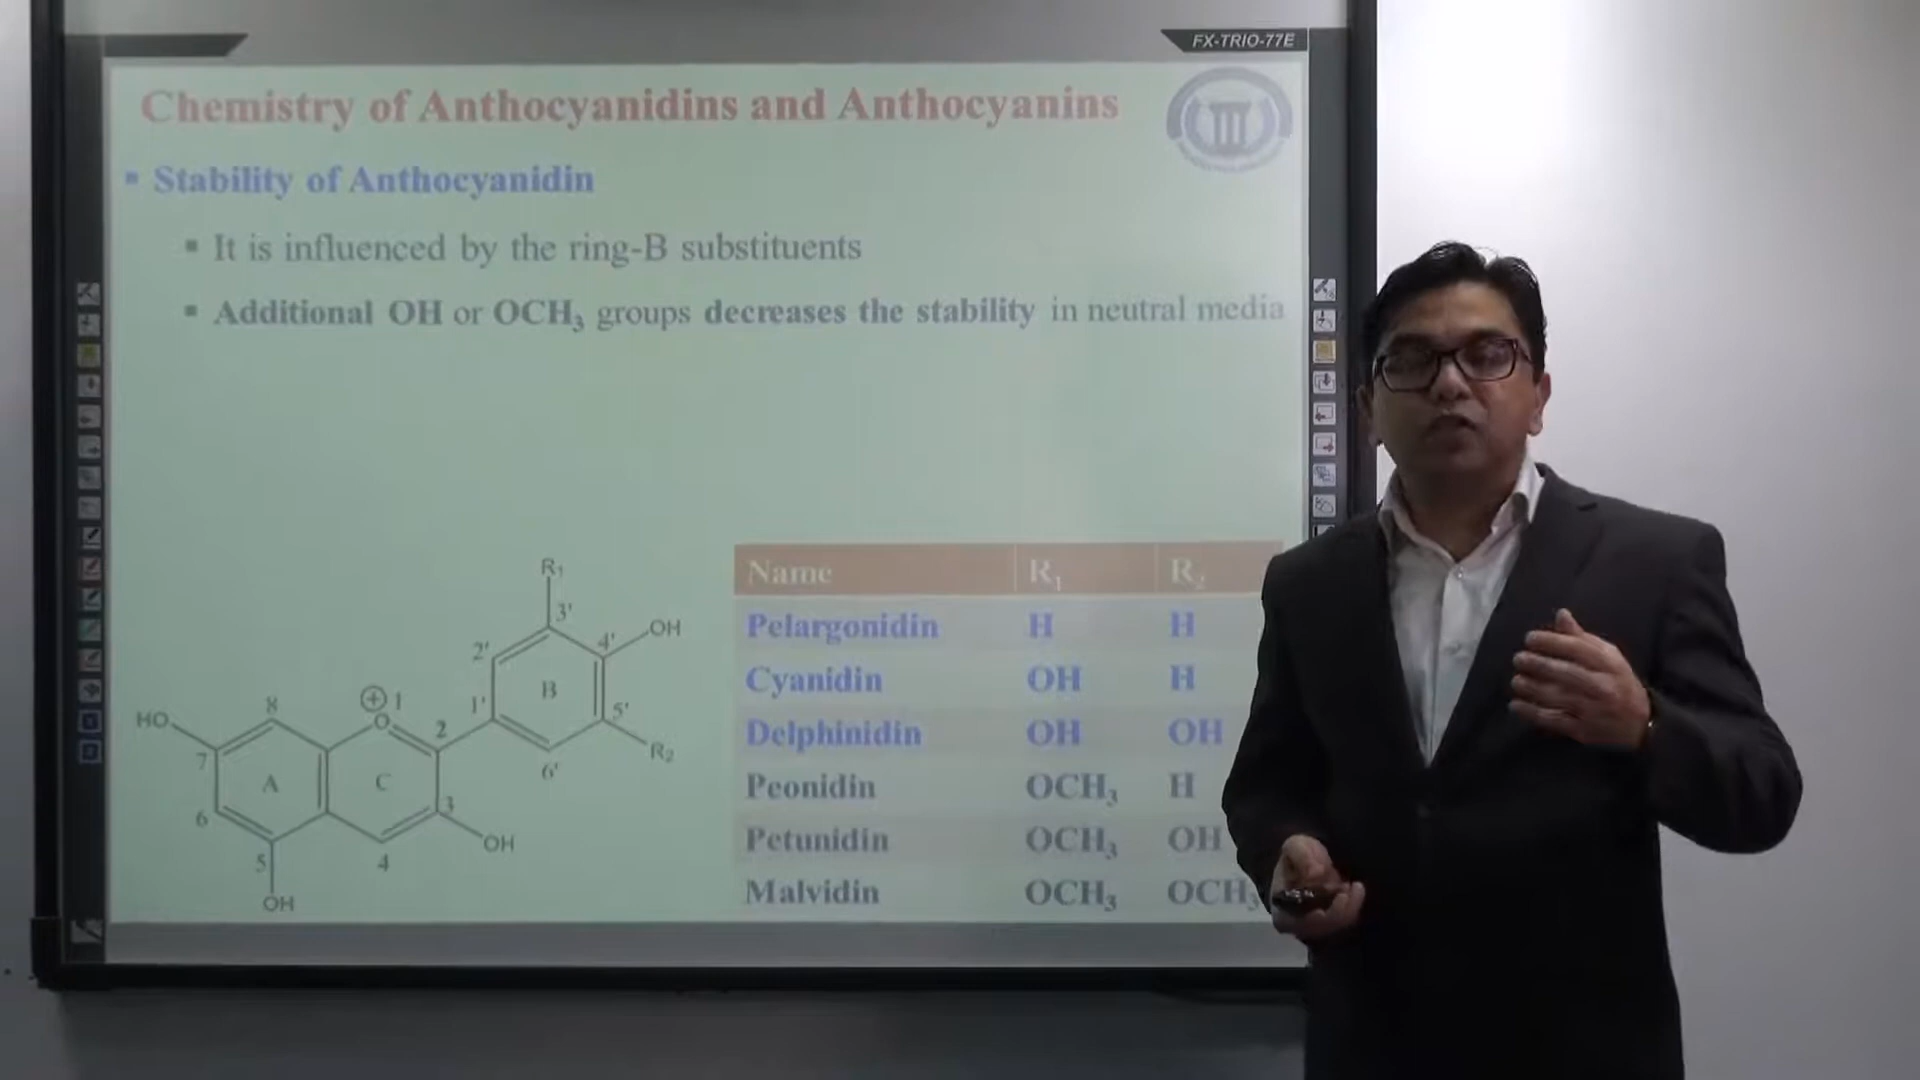 FX-TRIO-77E
Chemistry of Anthocyanidins and Anthocyanins
▪ Stability of Anthocyanidin
▪ It is influenced by the ring-B substituents
▪ Additional OH or OCH₃ groups decreases the stability in neutral media
R₁
3'
4'
OH
2'
B
1'
5'
R₂
6'
HO
8
⊕
1
O
2
7
A
C
3
6
OH
5
4
OH
Name R₁ R₂
Pelargonidin H H
Cyanidin OH H
Delphinidin OH OH
Peonidin OCH₃ H
Petunidin OCH₃ OH
Malvidin OCH₃ OCH₃